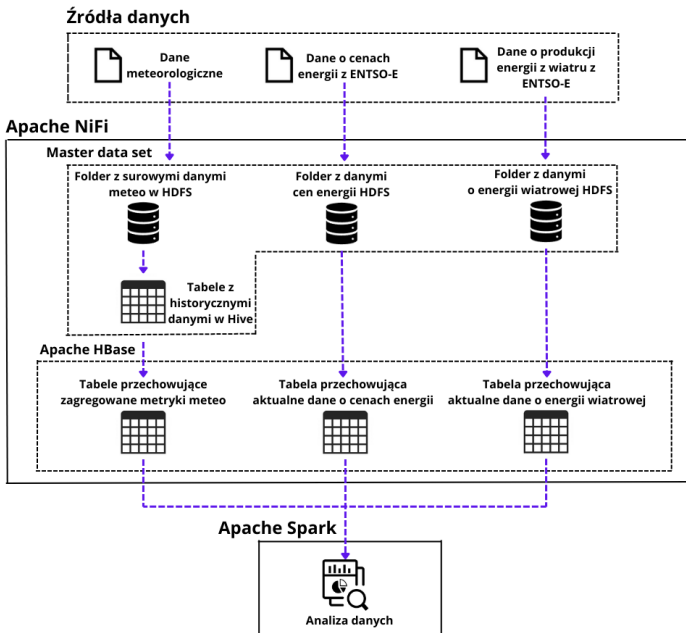 Źródła danych
Dane
meteorologiczne
Dane o cenach
energii z ENTSO-E
Dane o produkcji
energii z wiatru z
ENTSO-E
Apache NiFi
Master data set
Folder z surowymi danymi
meteo w HDFS
Folder z danymi
cen energii HDFS
Folder z danymi
o energii wiatrowej HDFS
Tabele z
historycznymi
danymi w Hive
Apache HBase
Tabele przechowujące
zagregowane metryki meteo
Tabela przechowująca
aktualne dane o cenach energii
Tabela przechowująca
aktualne dane o energii wiatrowej
Apache Spark
Analiza danych